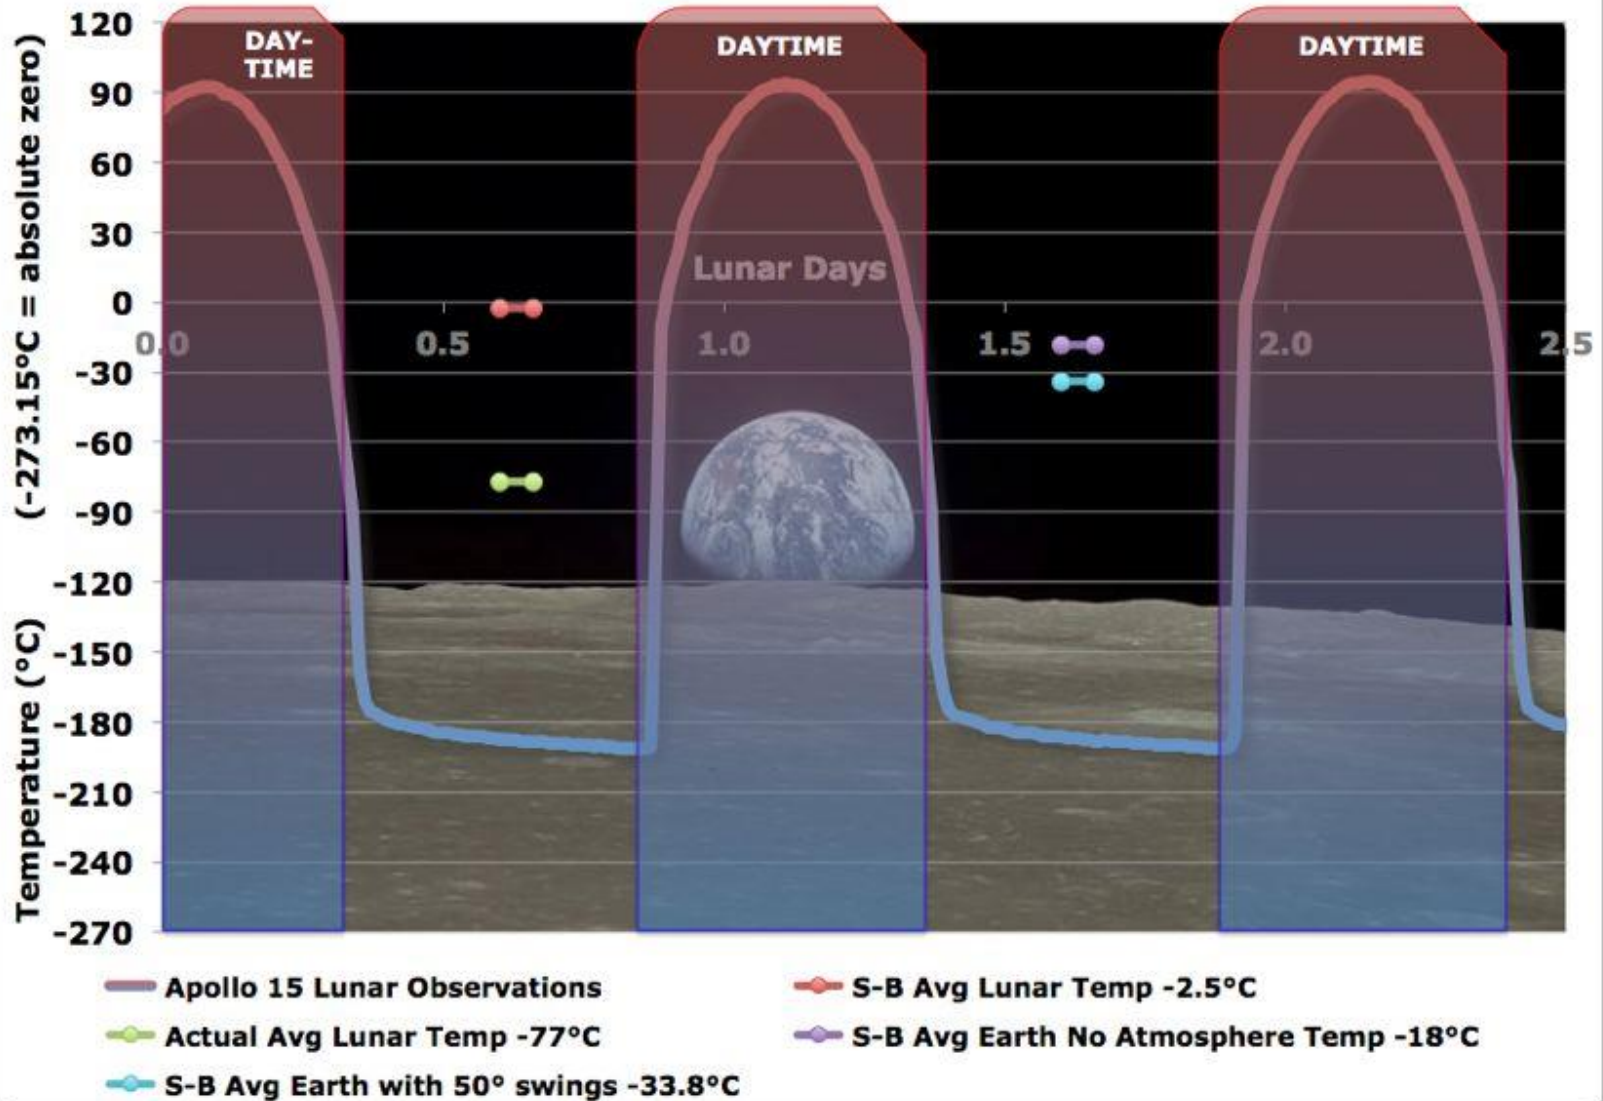 120
90
60
30
0
-30
-60
-90
-120
-150
-180
-210
-240
-270
Temperature (°C) (-273.15°C = absolute zero)
DAY-
TIME
DAYTIME
DAYTIME
Lunar Days
0.0 0.5 1.0 1.5 2.0 2.5
Apollo 15 Lunar Observations
S-B Avg Lunar Temp -2.5°C
Actual Avg Lunar Temp -77°C
S-B Avg Earth No Atmosphere Temp -18°C
S-B Avg Earth with 50° swings -33.8°C